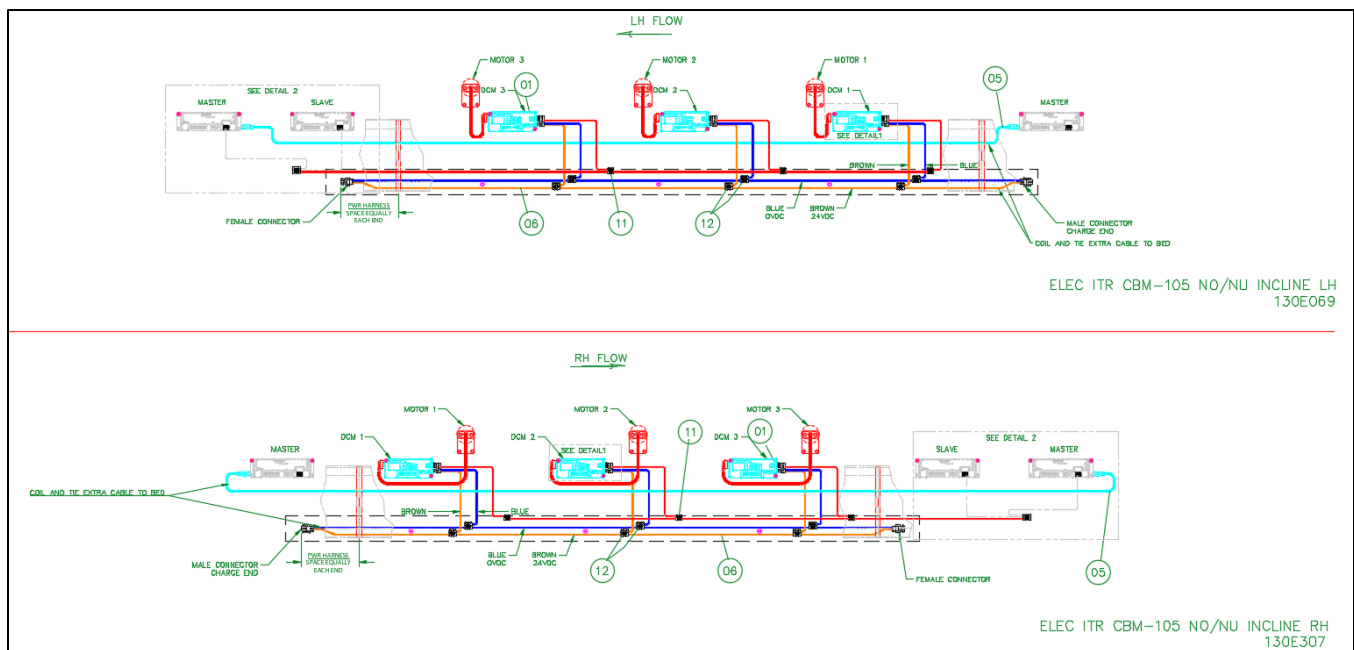 LH FLOW
MOTOR 3
MOTOR 2
MOTOR 1
SEE DETAIL 2
MASTER
SLAVE
DCM 3
01
DCM 2
DCM 1
05
MASTER
SEE DETAIL1
BROWN
BLUE
PWR HARNESS
SPACE EQUALLY
EACH END
FEMALE CONNECTOR
06
11
12
BLUE
0VDC
BROWN
24VDC
MALE CONNECTOR
CHARGE END
COIL AND TIE EXTRA CABLE TO BED
ELEC ITR CBM-105 NO/NU INCLINE LH
130E069
RH FLOW
MOTOR 1
MOTOR 2
MOTOR 3
MASTER
DCM 1
DCM 2
SEE DETAIL1
11
DCM 3
01
SEE DETAIL 2
SLAVE
MASTER
COIL AND TIE EXTRA CABLE TO BED
BROWN
BLUE
MALE CONNECTOR
CHARGE END
PWR HARNESS
SPACE EQUALLY
EACH END
BLUE
0VDC
BROWN
24VDC
12
06
FEMALE CONNECTOR
05
ELEC ITR CBM-105 NO/NU INCLINE RH
130E307